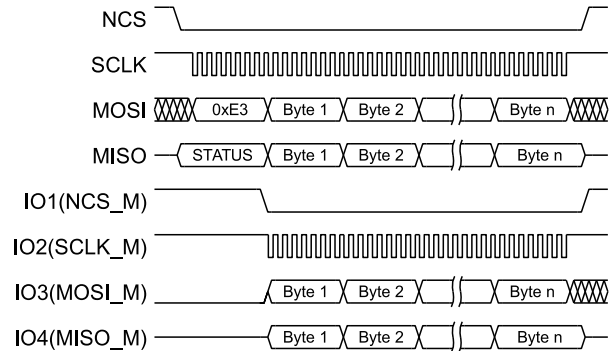 NCS
SCLK
MOSI 0xE3 Byte 1 Byte 2 Byte n
MISO STATUS Byte 1 Byte 2 Byte n
IO1(NCS_M)
IO2(SCLK_M)
IO3(MOSI_M) Byte 1 Byte 2 Byte n
IO4(MISO_M) Byte 1 Byte 2 Byte n